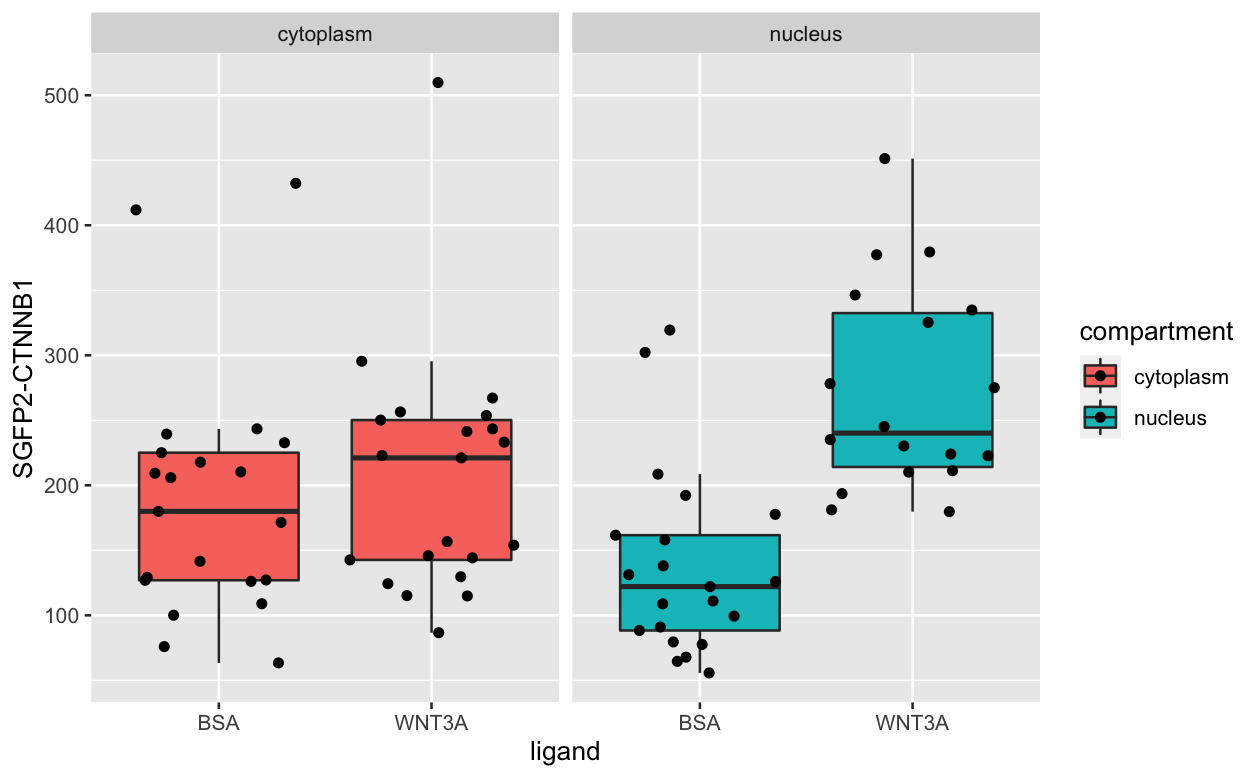 cytoplasm
nucleus
500
400
300
200
100
SGFP2-CTNNB1
BSA
WNT3A
BSA
WNT3A
ligand
compartment
cytoplasm
nucleus